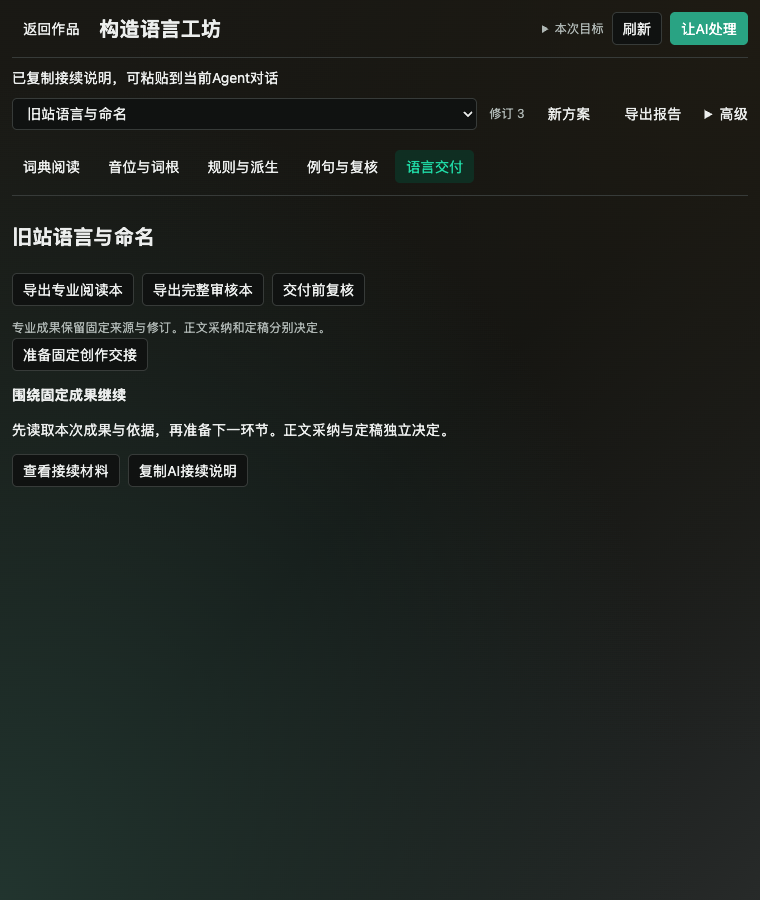 返回作品 构造语言工坊 ▶ 本次目标 刷新 让AI处理
已复制接续说明，可粘贴到当前Agent对话
旧站语言与命名 修订 3 新方案 导出报告 ▶ 高级
词典阅读 音位与词根 规则与派生 例句与复核 语言交付
旧站语言与命名
导出专业阅读本 导出完整审核本 交付前复核
专业成果保留固定来源与修订。正文采纳和定稿分别决定。
准备固定创作交接
围绕固定成果继续
先读取本次成果与依据，再准备下一环节。正文采纳与定稿独立决定。
查看接续材料 复制AI接续说明